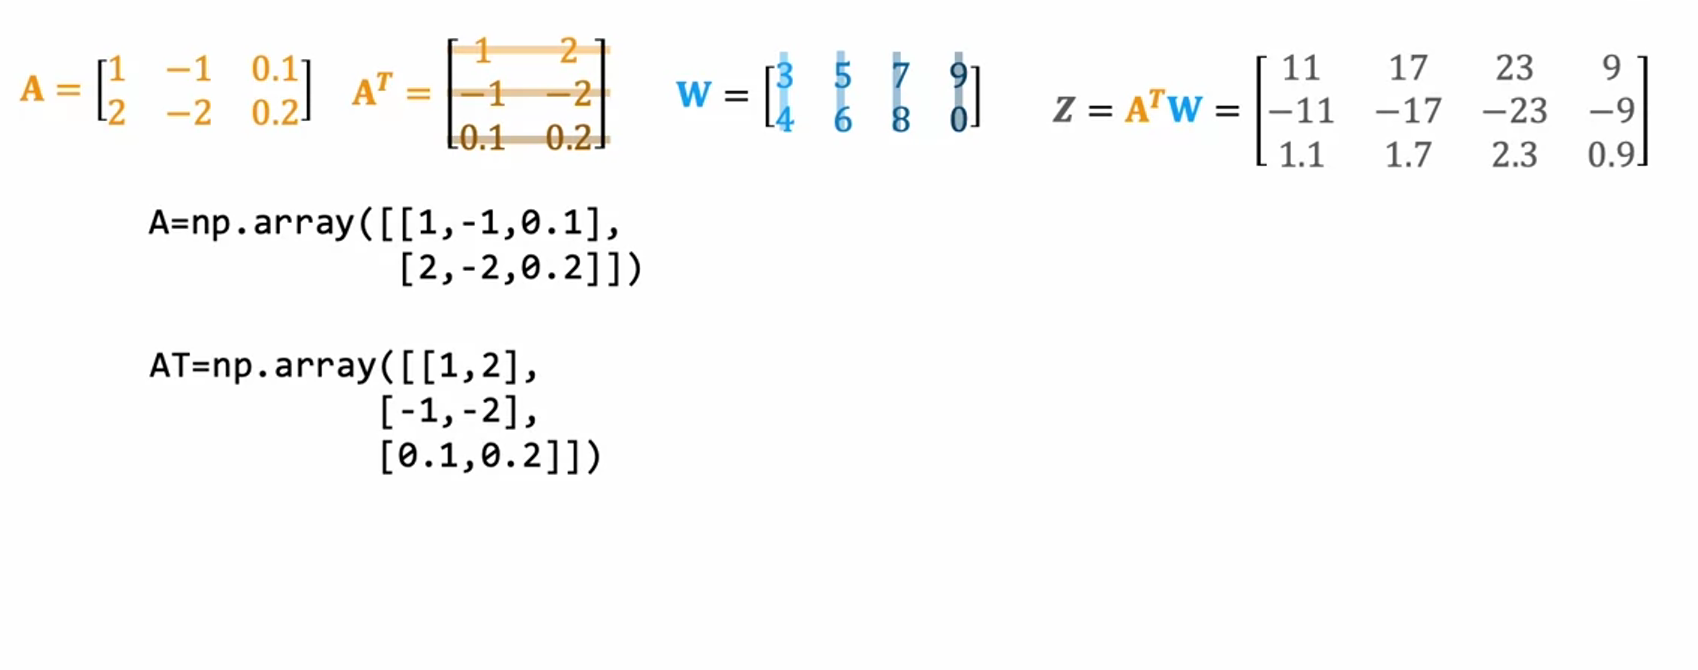 A = [1 −1 0.1
2 −2 0.2]
Aᵀ = [1 2
−1 −2
0.1 0.2]
W = [3 5 7 9
4 6 8 0]
Z = AᵀW = [11 17 23 9
−11 −17 −23 −9
1.1 1.7 2.3 0.9]
A=np.array([[1,-1,0.1],
[2,-2,0.2]])
AT=np.array([[1,2],
[-1,-2],
[0.1,0.2]])